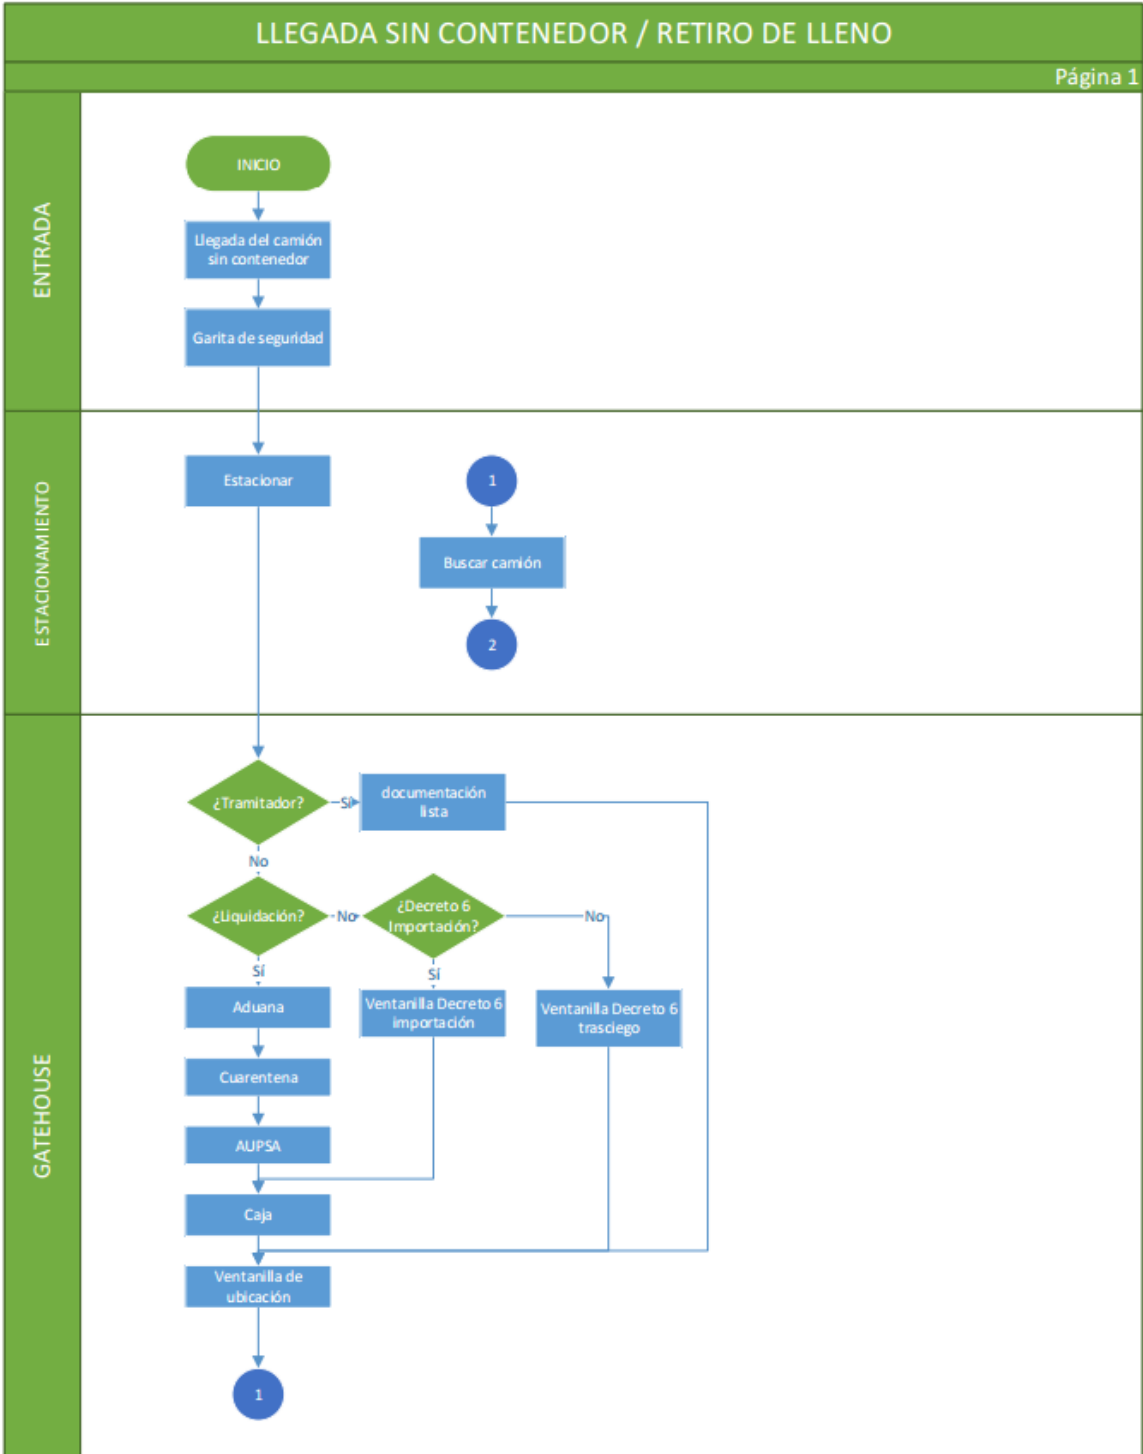 LLEGADA SIN CONTENEDOR / RETIRO DE LLENO
Página 1
ENTRADA
INICIO
Llegada del camión
sin contenedor
Garita de seguridad
ESTACIONAMIENTO
Estacionar
1
Buscar camión
2
GATEHOUSE
¿Tramitador?
Sí
documentación
lista
No
¿Liquidación?
No
¿Decreto 6
Importación?
No
Sí
Sí
Aduana
Ventanilla Decreto 6
importación
Ventanilla Decreto 6
trasciego
Cuarentena
AUPSA
Caja
Ventanilla de
ubicación
1